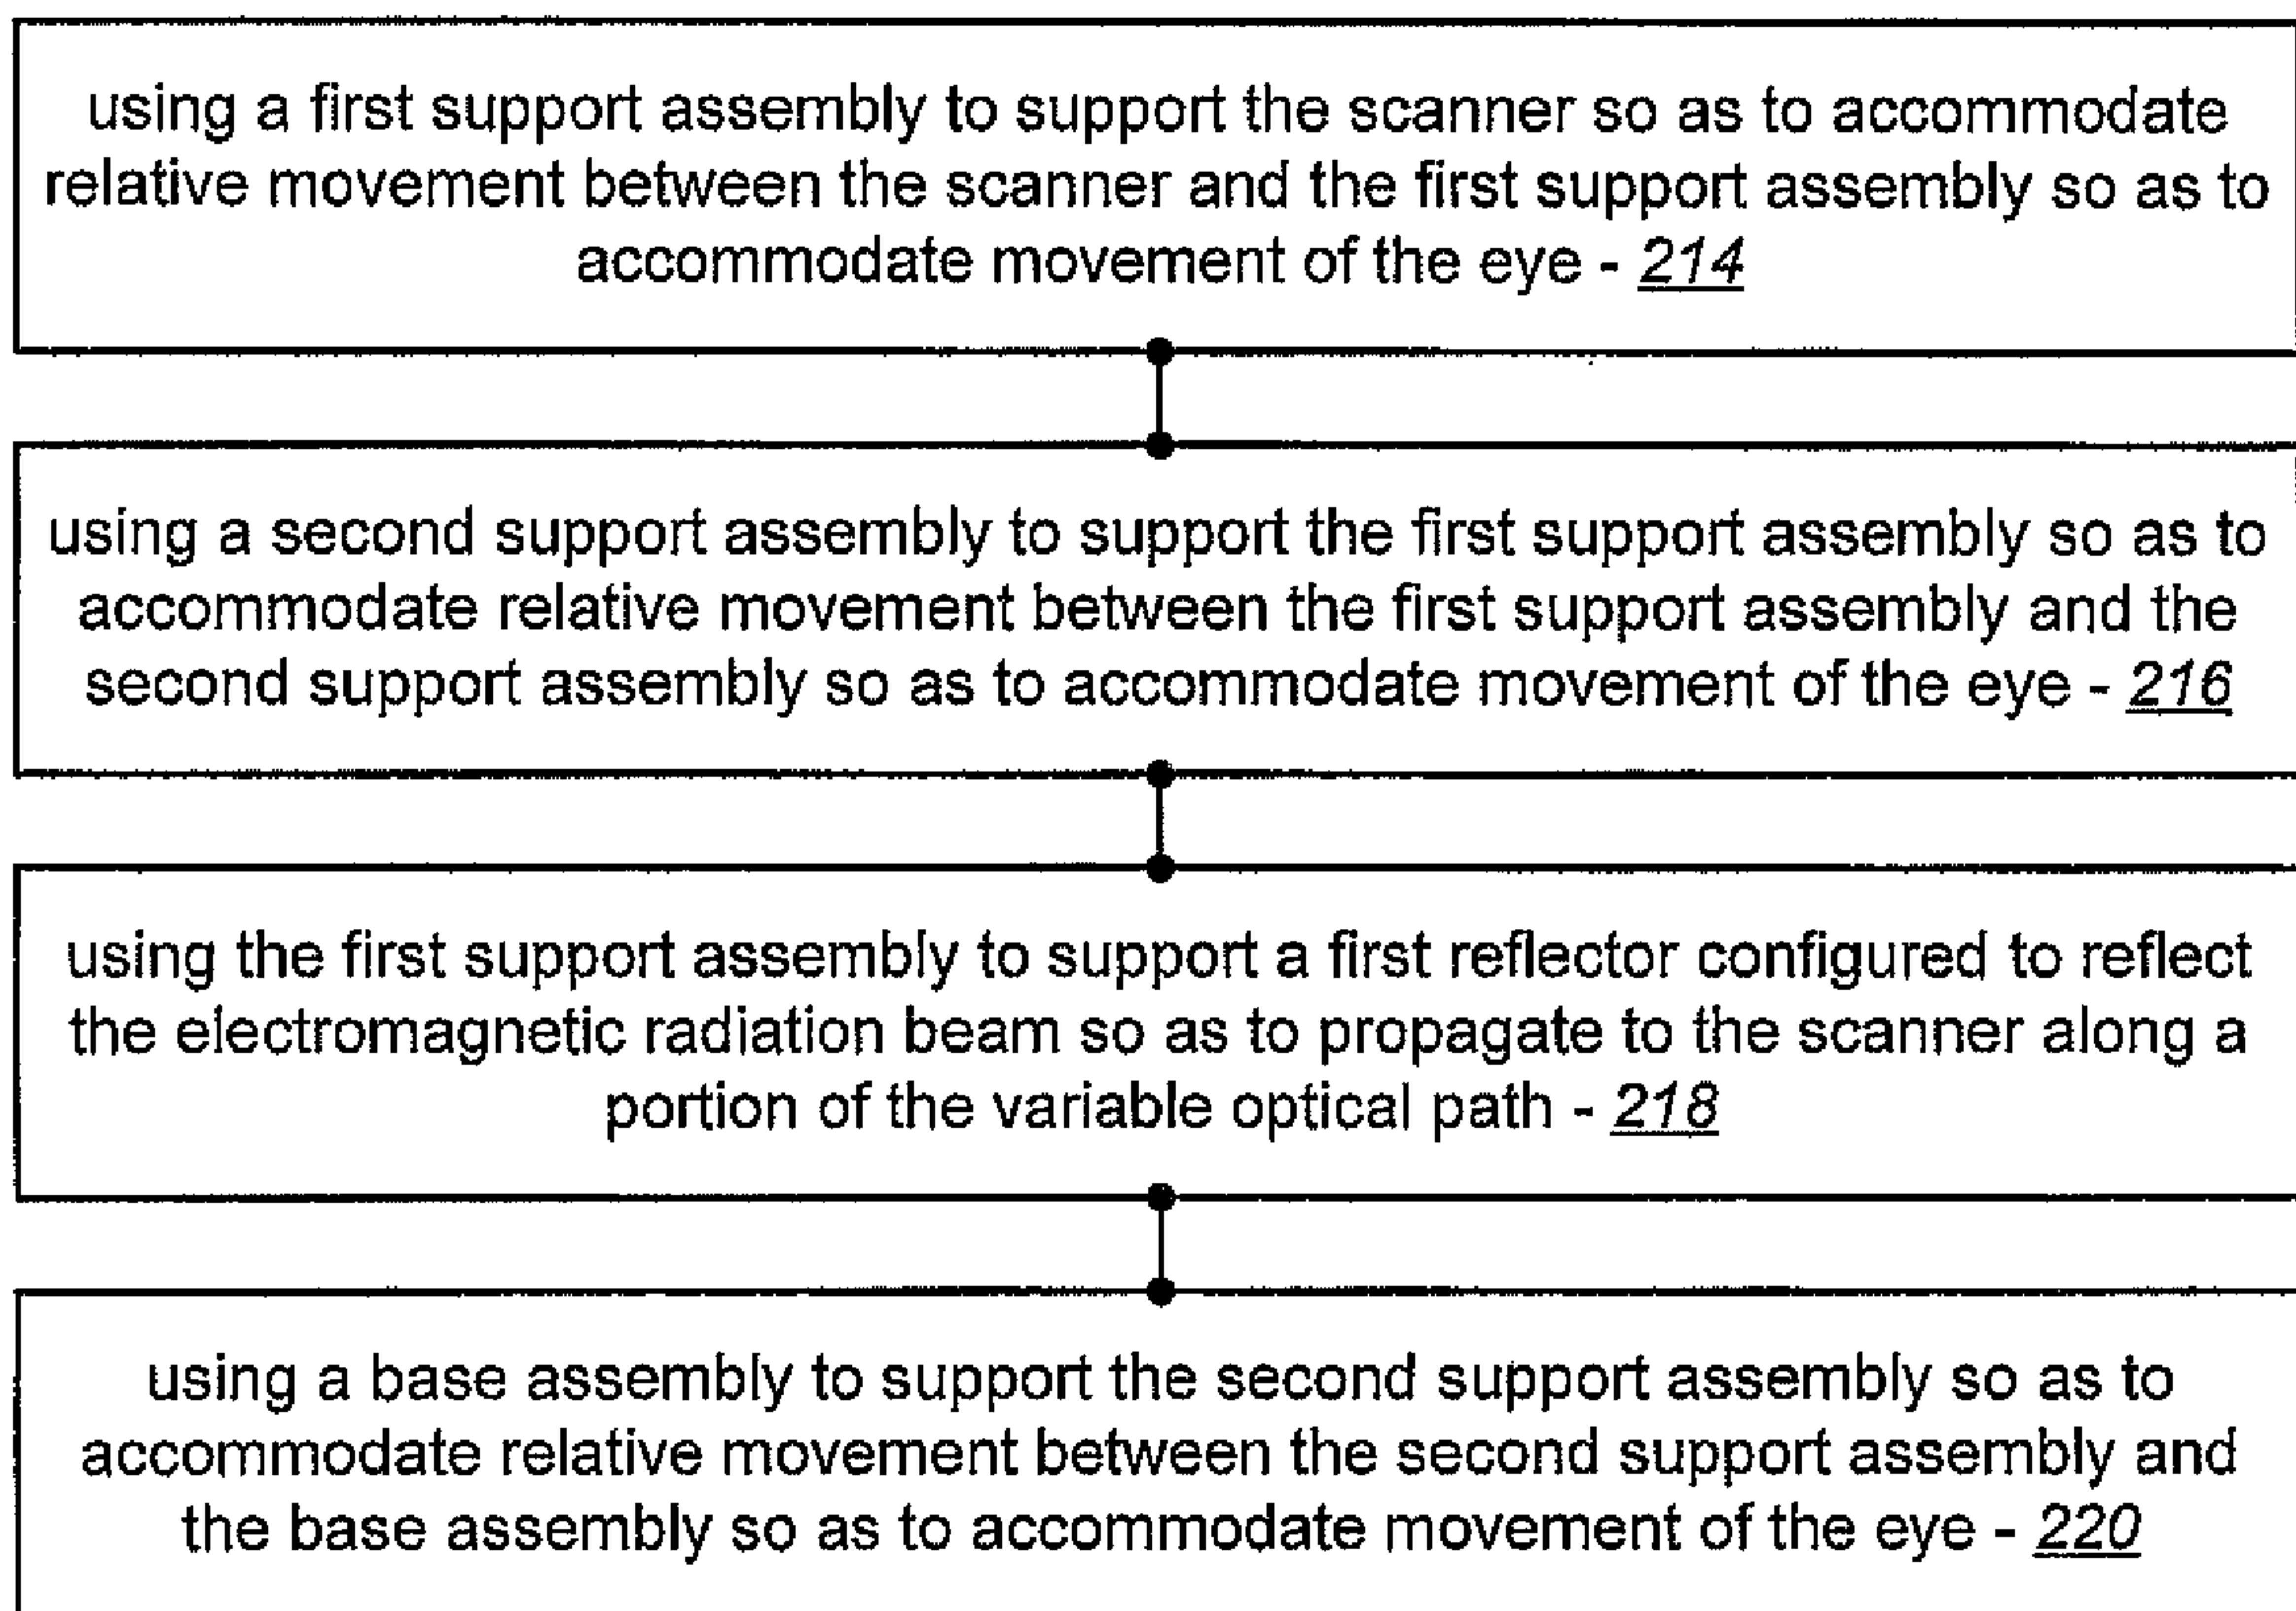 using a first support assembly to support the scanner so as to accommodate
relative movement between the scanner and the first support assembly so as to
accommodate movement of the eye - 214
using a second support assembly to support the first support assembly so as to
accommodate relative movement between the first support assembly and the
second support assembly so as to accommodate movement of the eye - 216
using the first support assembly to support a first reflector configured to reflect
the electromagnetic radiation beam so as to propagate to the scanner along a
portion of the variable optical path - 218
using a base assembly to support the second support assembly so as to
accommodate relative movement between the second support assembly and
the base assembly so as to accommodate movement of the eye - 220